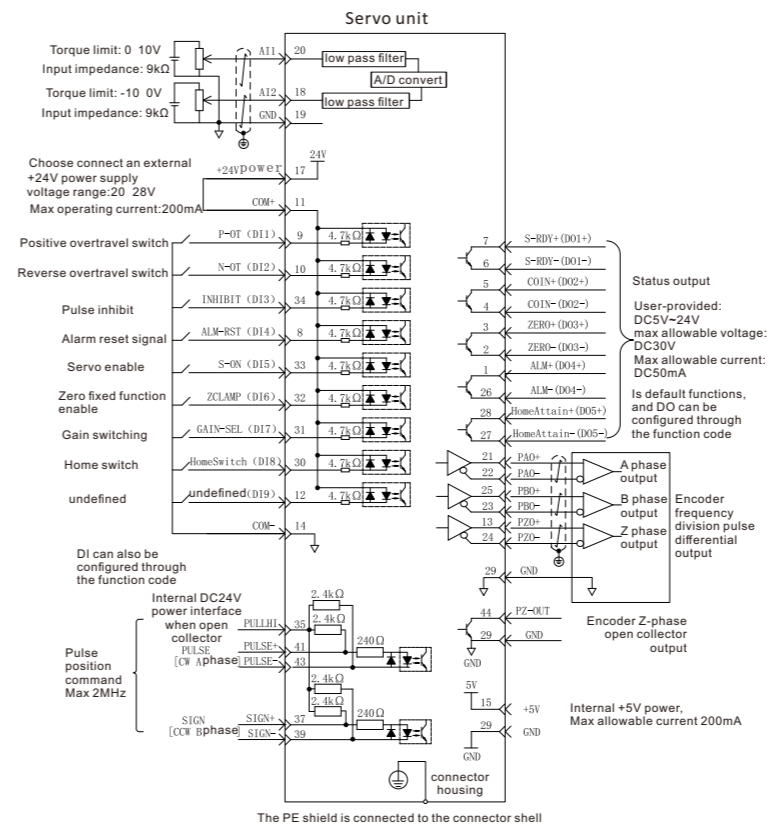 Servo unit
Torque limit: 0 10V
Input impedance: 9kΩ
AI1
20
low pass filter
A/D convert
Torque limit: -10 0V
Input impedance: 9kΩ
AI2
18
low pass filter
GND
19
Choose connect an external
+24V power supply
voltage range:20 28V
Max operating current:200mA
+24Vpower
17
24V
COM+
11
Positive overtravel switch
P-OT (DI1)
9
4.7kΩ
Reverse overtravel switch
N-OT (DI2)
10
4.7kΩ
Pulse inhibit
INHIBIT (DI3)
34
4.7kΩ
Alarm reset signal
ALM-RST (DI4)
8
4.7kΩ
Servo enable
S-ON (DI5)
33
4.7kΩ
Zero fixed function
enable
ZCLAMP (DI6)
32
4.7kΩ
Gain switching
GAIN-SEL (DI7)
31
4.7kΩ
Home switch
HomeSwitch (DI8)
30
4.7kΩ
undefined
undefined(DI9)
12
4.7kΩ
COM-
14
DI can also be
configured through
the function code
7
S-RDY+(DO1+)
6
S-RDY-(DO1-)
5
COIN+(DO2+)
4
COIN-(DO2-)
3
ZERO+(DO3+)
2
ZERO-(DO3-)
1
ALM+(DO4+)
26
ALM-(DO4-)
28
HomeAttain+(DO5+)
27
HomeAttain-(DO5-)
Status output
User-provided:
DC5V~24V
max allowable voltage:
DC30V
Max allowable current:
DC50mA
Is default functions,
and DO can be
configured through
the function code
21
PAO+
22
PAO-
A phase
output
25
PBO+
23
PBO-
B phase
output
13
PZO+
24
PZO-
Z phase
output
Encoder
frequency
division pulse
differential
output
29
GND
44
PZ-OUT
29
GND
GND
Encoder Z-phase
open collector
output
5V
15
+5V
29
GND
GND
Internal +5V power,
Max allowable current 200mA
Pulse
position
command
Max 2MHz
Internal DC24V
power interface
when open
collector
PULLHI
35
2.4kΩ
2.4kΩ
PULSE
[CW Aphase]
PULSE+
41
240Ω
PULSE-
43
2.4kΩ
2.4kΩ
SIGN
[CCW Bphase]
SIGN+
37
240Ω
SIGN-
39
connector
housing
The PE shield is connected to the connector shell